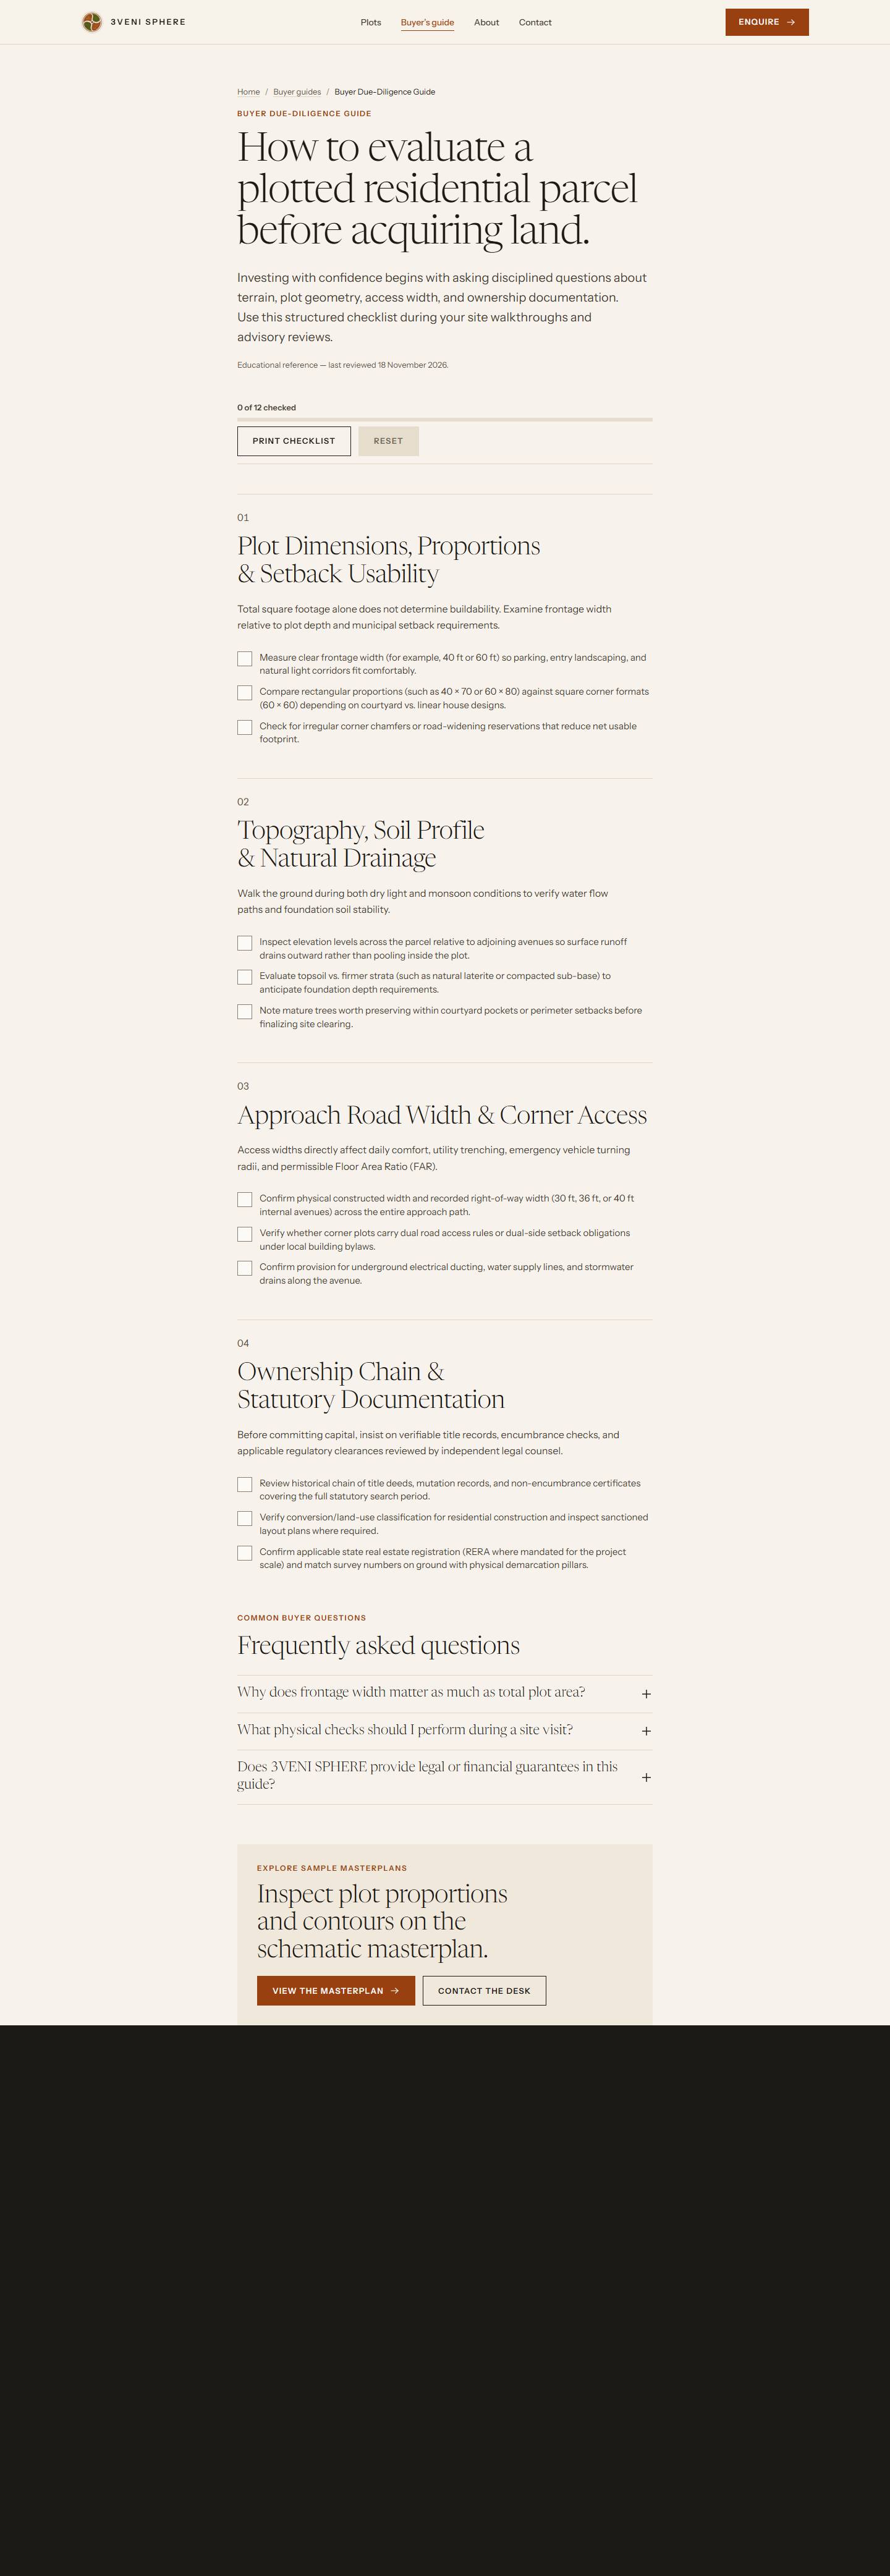 3VENI SPHERE
Plots
Buyer's guide
About
Contact
ENQUIRE →
Home / Buyer guides / Buyer Due-Diligence Guide
BUYER DUE-DILIGENCE GUIDE
How to evaluate a
plotted residential parcel
before acquiring land.
Investing with confidence begins with asking disciplined questions about
terrain, plot geometry, access width, and ownership documentation.
Use this structured checklist during your site walkthroughs and
advisory reviews.
Educational reference — last reviewed 18 November 2026.
0 of 12 checked
PRINT CHECKLIST
RESET
01
Plot Dimensions, Proportions
& Setback Usability
Total square footage alone does not determine buildability. Examine frontage width
relative to plot depth and municipal setback requirements.
Measure clear frontage width (for example, 40 ft or 60 ft) so parking, entry landscaping, and
natural light corridors fit comfortably.
Compare rectangular proportions (such as 40 × 70 or 60 × 80) against square corner formats
(60 × 60) depending on courtyard vs. linear house designs.
Check for irregular corner chamfers or road-widening reservations that reduce net usable
footprint.
02
Topography, Soil Profile
& Natural Drainage
Walk the ground during both dry light and monsoon conditions to verify water flow
paths and foundation soil stability.
Inspect elevation levels across the parcel relative to adjoining avenues so surface runoff
drains outward rather than pooling inside the plot.
Evaluate topsoil vs. firmer strata (such as natural laterite or compacted sub-base) to
anticipate foundation depth requirements.
Note mature trees worth preserving within courtyard pockets or perimeter setbacks before
finalizing site clearing.
03
Approach Road Width & Corner Access
Access widths directly affect daily comfort, utility trenching, emergency vehicle turning
radii, and permissible Floor Area Ratio (FAR).
Confirm physical constructed width and recorded right-of-way width (30 ft, 36 ft, or 40 ft
internal avenues) across the entire approach path.
Verify whether corner plots carry dual road access rules or dual-side setback obligations
under local building bylaws.
Confirm provision for underground electrical ducting, water supply lines, and stormwater
drains along the avenue.
04
Ownership Chain &
Statutory Documentation
Before committing capital, insist on verifiable title records, encumbrance checks, and
applicable regulatory clearances reviewed by independent legal counsel.
Review historical chain of title deeds, mutation records, and non-encumbrance certificates
covering the full statutory search period.
Verify conversion/land-use classification for residential construction and inspect sanctioned
layout plans where required.
Confirm applicable state real estate registration (RERA where mandated for the project
scale) and match survey numbers on ground with physical demarcation pillars.
COMMON BUYER QUESTIONS
Frequently asked questions
Why does frontage width matter as much as total plot area? +
What physical checks should I perform during a site visit? +
Does 3VENI SPHERE provide legal or financial guarantees in this
guide? +
EXPLORE SAMPLE MASTERPLANS
Inspect plot proportions
and contours on the
schematic masterplan.
VIEW THE MASTERPLAN →
CONTACT THE DESK